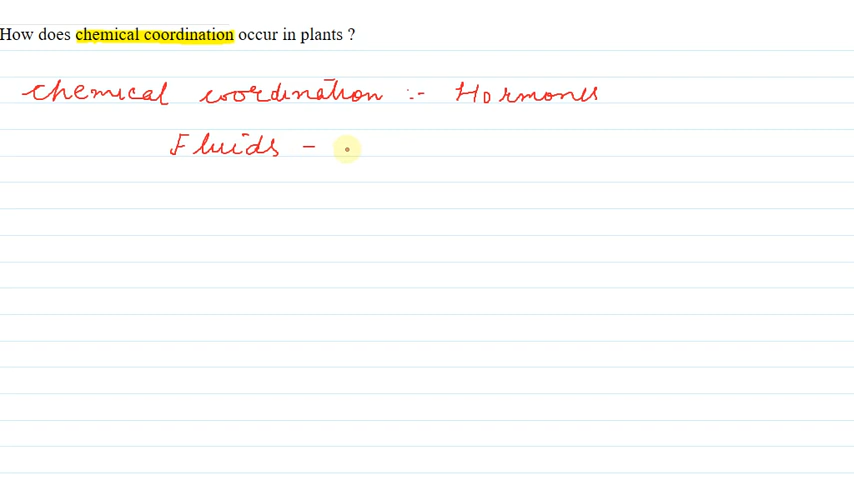 How does chemical coordination occur in plants ?
Chemical coordination :- Hormones
Fluids -